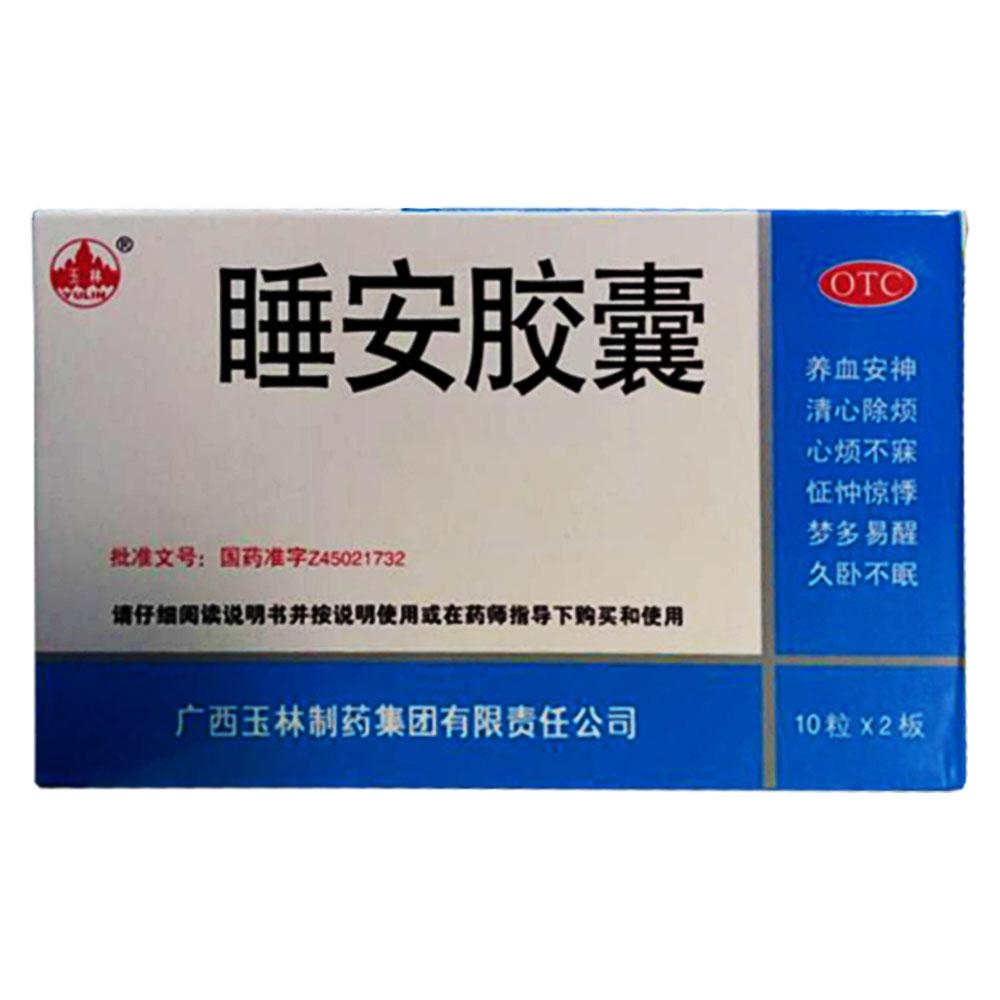 玉林
YULIN
®
睡安胶囊
OTC
养血安神
清心除烦
心烦不寐
怔忡惊悸
梦多易醒
久卧不眠
批准文号：国药准字Z45021732
请仔细阅读说明书并按说明使用或在药师指导下购买和使用
广西玉林制药集团有限责任公司
10粒X2板